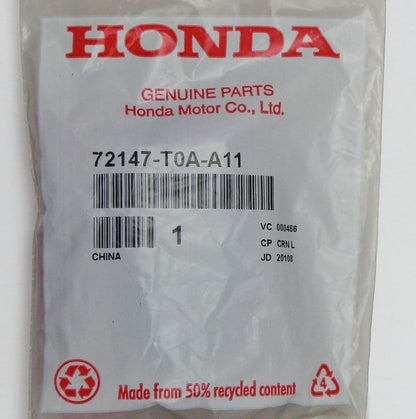 HONDA
GENUINE PARTS
Honda Motor Co., Ltd.
72147-T0A-A11
1
VC 000466
CP CRN L
JD 20108
CHINA
Made from 50% recycled content
4